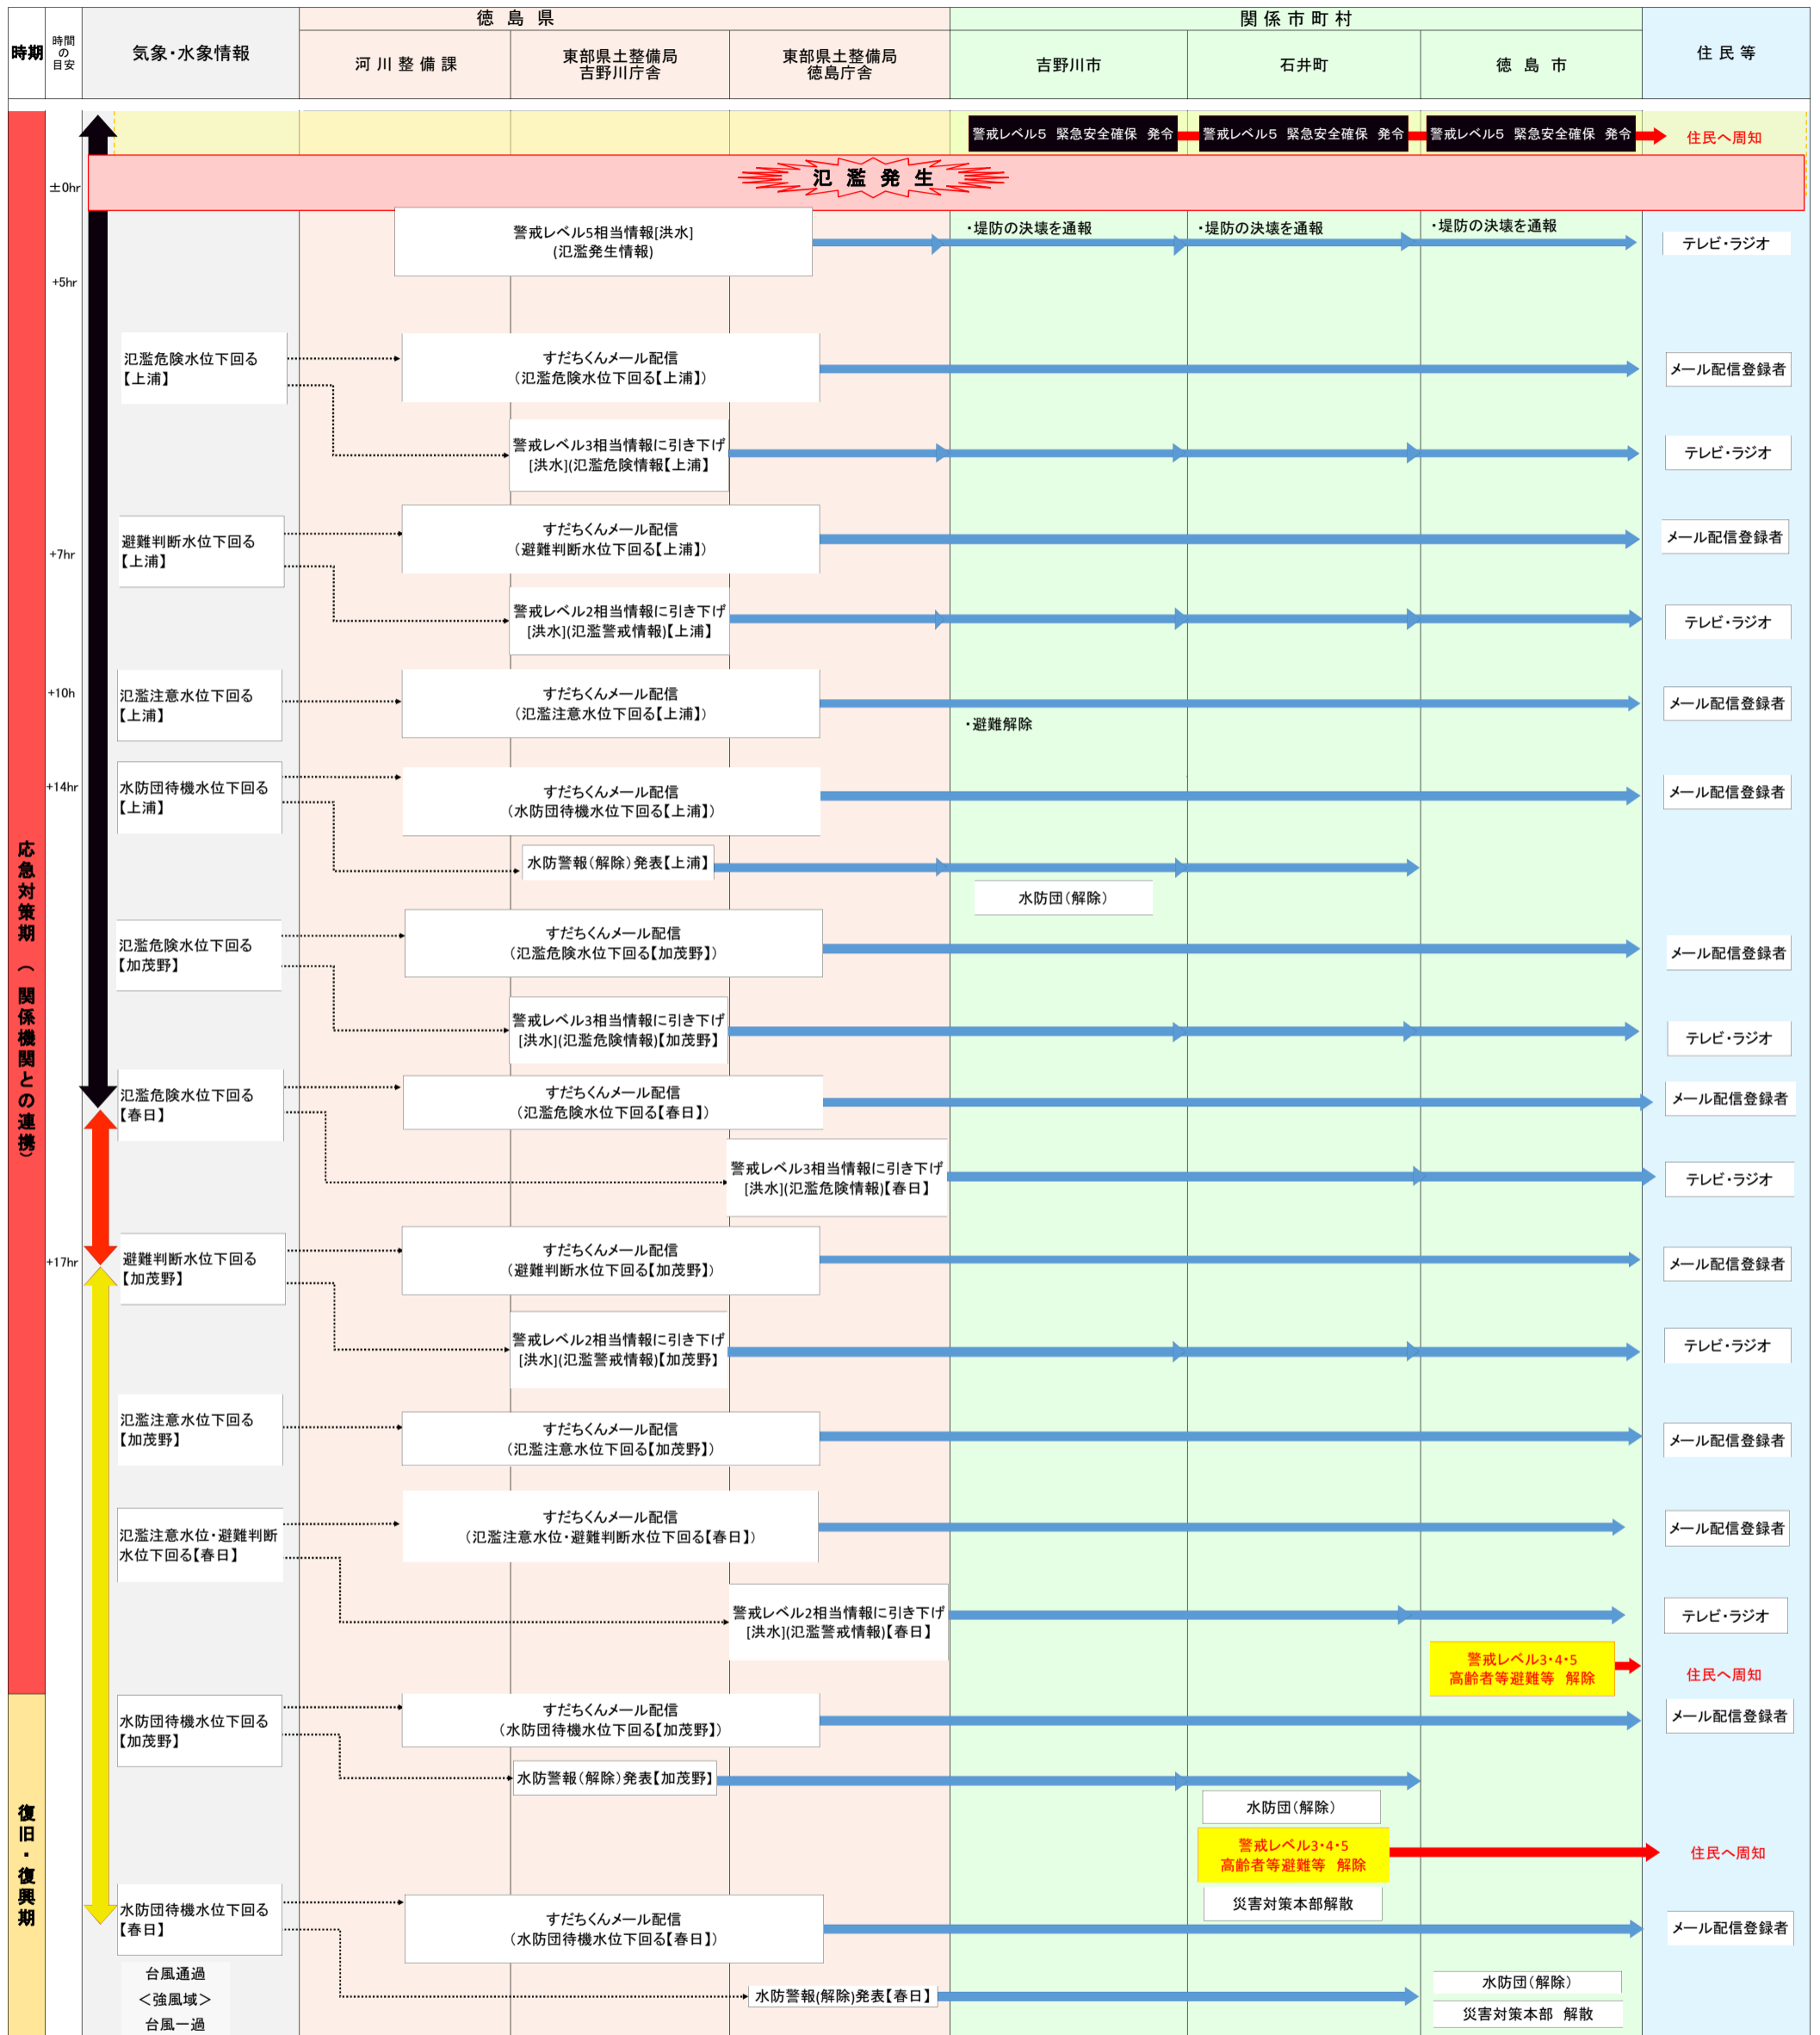 時期
時間
の
目安
気象・水象情報
徳 島 県
河 川 整 備 課
東部県土整備局
吉野川庁舎
東部県土整備局
徳島庁舎
関 係 市 町 村
吉野川市
石井町
徳 島 市
住 民 等
警戒レベル5 緊急安全確保 発令
警戒レベル5 緊急安全確保 発令
警戒レベル5 緊急安全確保 発令
住民へ周知
±0hr
氾 濫 発 生
警戒レベル5相当情報[洪水]
(氾濫発生情報)
・堤防の決壊を通報
・堤防の決壊を通報
・堤防の決壊を通報
テレビ・ラジオ
+5hr
氾濫危険水位下回る
【上浦】
すだちくんメール配信
(氾濫危険水位下回る【上浦】)
メール配信登録者
警戒レベル3相当情報に引き下げ
[洪水](氾濫危険情報【上浦】
テレビ・ラジオ
+7hr
避難判断水位下回る
【上浦】
すだちくんメール配信
(避難判断水位下回る【上浦】)
メール配信登録者
警戒レベル2相当情報に引き下げ
[洪水](氾濫警戒情報)【上浦】
テレビ・ラジオ
+10h
氾濫注意水位下回る
【上浦】
すだちくんメール配信
(氾濫注意水位下回る【上浦】)
メール配信登録者
・避難解除
+14hr
水防団待機水位下回る
【上浦】
すだちくんメール配信
(水防団待機水位下回る【上浦】)
メール配信登録者
水防警報(解除)発表【上浦】
水防団(解除)
応急対策期 (関係機関との連携)
氾濫危険水位下回る
【加茂野】
すだちくんメール配信
(氾濫危険水位下回る【加茂野】)
メール配信登録者
警戒レベル3相当情報に引き下げ
[洪水](氾濫危険情報)【加茂野】
テレビ・ラジオ
氾濫危険水位下回る
【春日】
すだちくんメール配信
(氾濫危険水位下回る【春日】)
メール配信登録者
警戒レベル3相当情報に引き下げ
[洪水](氾濫危険情報)【春日】
テレビ・ラジオ
+17hr
避難判断水位下回る
【加茂野】
すだちくんメール配信
(避難判断水位下回る【加茂野】)
メール配信登録者
警戒レベル2相当情報に引き下げ
[洪水](氾濫警戒情報)【加茂野】
テレビ・ラジオ
氾濫注意水位下回る
【加茂野】
すだちくんメール配信
(氾濫注意水位下回る【加茂野】)
メール配信登録者
氾濫注意水位・避難判断
水位下回る【春日】
すだちくんメール配信
(氾濫注意水位・避難判断水位下回る【春日】)
メール配信登録者
警戒レベル2相当情報に引き下げ
[洪水](氾濫警戒情報)【春日】
テレビ・ラジオ
警戒レベル3・4・5
高齢者等避難等 解除
住民へ周知
復旧・復興期
水防団待機水位下回る
【加茂野】
すだちくんメール配信
(水防団待機水位下回る【加茂野】)
メール配信登録者
水防警報(解除)発表【加茂野】
水防団(解除)
警戒レベル3・4・5
高齢者等避難等 解除
住民へ周知
災害対策本部解散
水防団待機水位下回る
【春日】
すだちくんメール配信
(水防団待機水位下回る【春日】)
メール配信登録者
台風通過
<強風域>
台風一過
水防警報(解除)発表【春日】
水防団(解除)
災害対策本部 解散